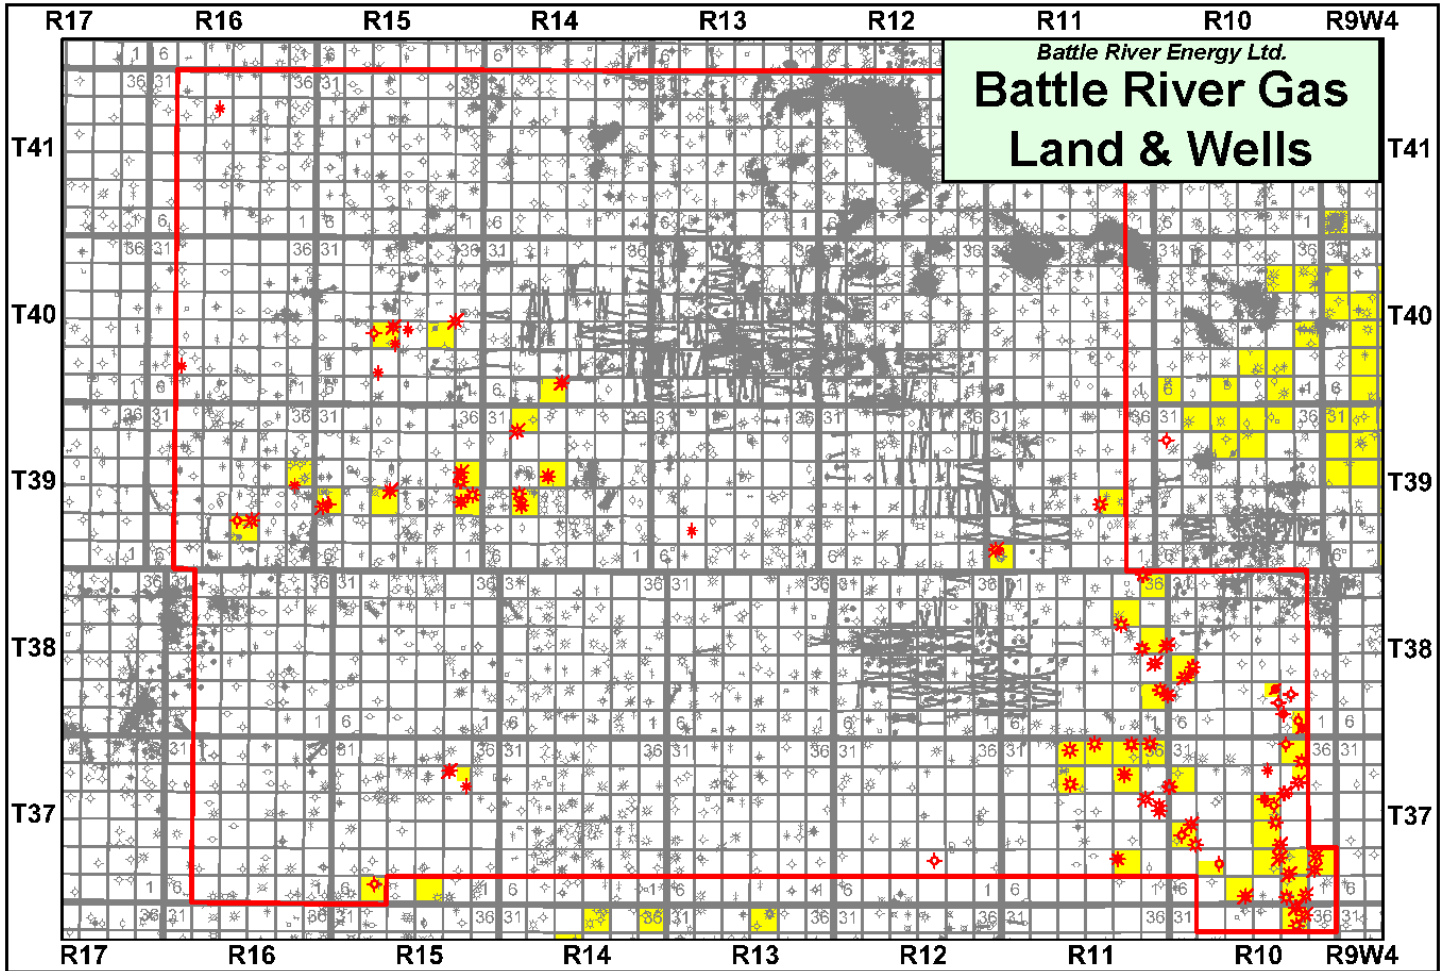 R17 R16 R15 R14 R13 R12 R11 R10 R9W4
Battle River Energy Ltd.
Battle River Gas
Land & Wells
T41 T41
T40 T40
T39 T39
T38 T38
T37 T37
R17 R16 R15 R14 R13 R12 R11 R10 R9W4